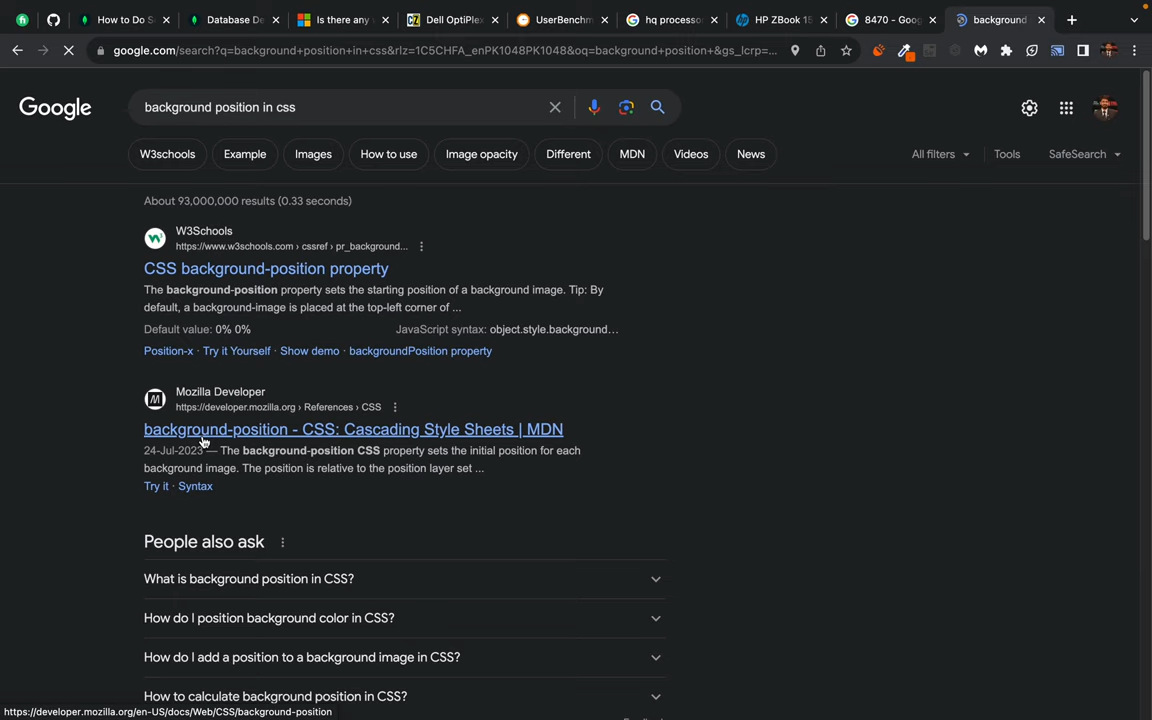 How to Do S
Database De
Is there any
Dell OptiPlex
UserBenchm
hq processor
HP ZBook 15
8470 - Goog
background
google.com/search?q=background+position+in+css&rlz=1C5CHFA_enPK1048PK1048&oq=background+position+&gs_lcrp=...
Google
background position in css
W3schools
Example
Images
How to use
Image opacity
Different
MDN
Videos
News
All filters
Tools
SafeSearch
About 93,000,000 results (0.33 seconds)
W3Schools
https://www.w3schools.com › cssref › pr_background...
CSS background-position property
The background-position property sets the starting position of a background image. Tip: By
default, a background-image is placed at the top-left corner of ...
Default value: 0% 0%
JavaScript syntax: object.style.background...
Position-x · Try it Yourself · Show demo · backgroundPosition property
Mozilla Developer
https://developer.mozilla.org › References › CSS
background-position - CSS: Cascading Style Sheets | MDN
24-Jul-2023 — The background-position CSS property sets the initial position for each
background image. The position is relative to the position layer set ...
Try it · Syntax
People also ask
What is background position in CSS?
How do I position background color in CSS?
How do I add a position to a background image in CSS?
How to calculate background position in CSS?
https://developer.mozilla.org/en-US/docs/Web/CSS/background-position